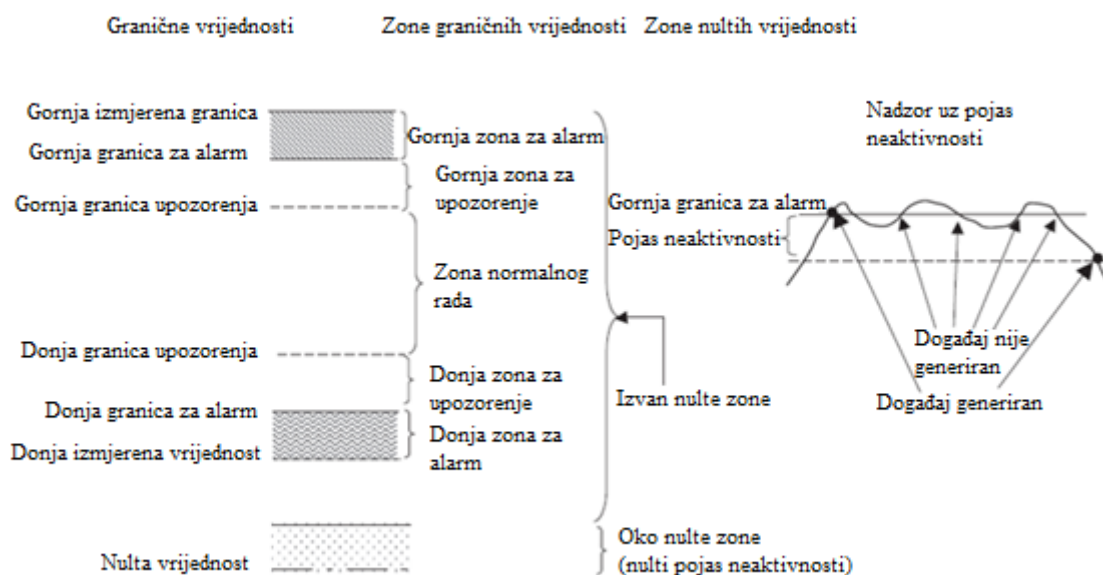 Granične vrijednosti
Zone graničnih vrijednosti
Zone nultih vrijednosti
Gornja izmjerena granica
Gornja granica za alarm
Gornja granica upozorenja
Donja granica upozorenja
Donja granica za alarm
Donja izmjerena vrijednost
Nulta vrijednost
Gornja zona za alarm
Gornja zona za
upozorenje
Zona normalnog
rada
Donja zona za
upozorenje
Donja zona za
alarm
Izvan nulte zone
Oko nulte zone
(nulti pojas neaktivnosti)
Nadzor uz pojas
neaktivnosti
Gornja granica za alarm
Pojas neaktivnosti
Događaj nije
generiran
Događaj generiran